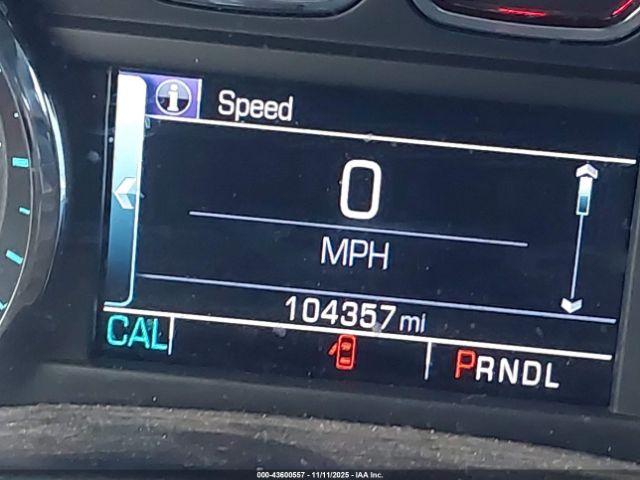 Speed
0
MPH
104357 mi
CAL
PRNDL
000-43600557 - 11/11/2025 - IAA Inc.